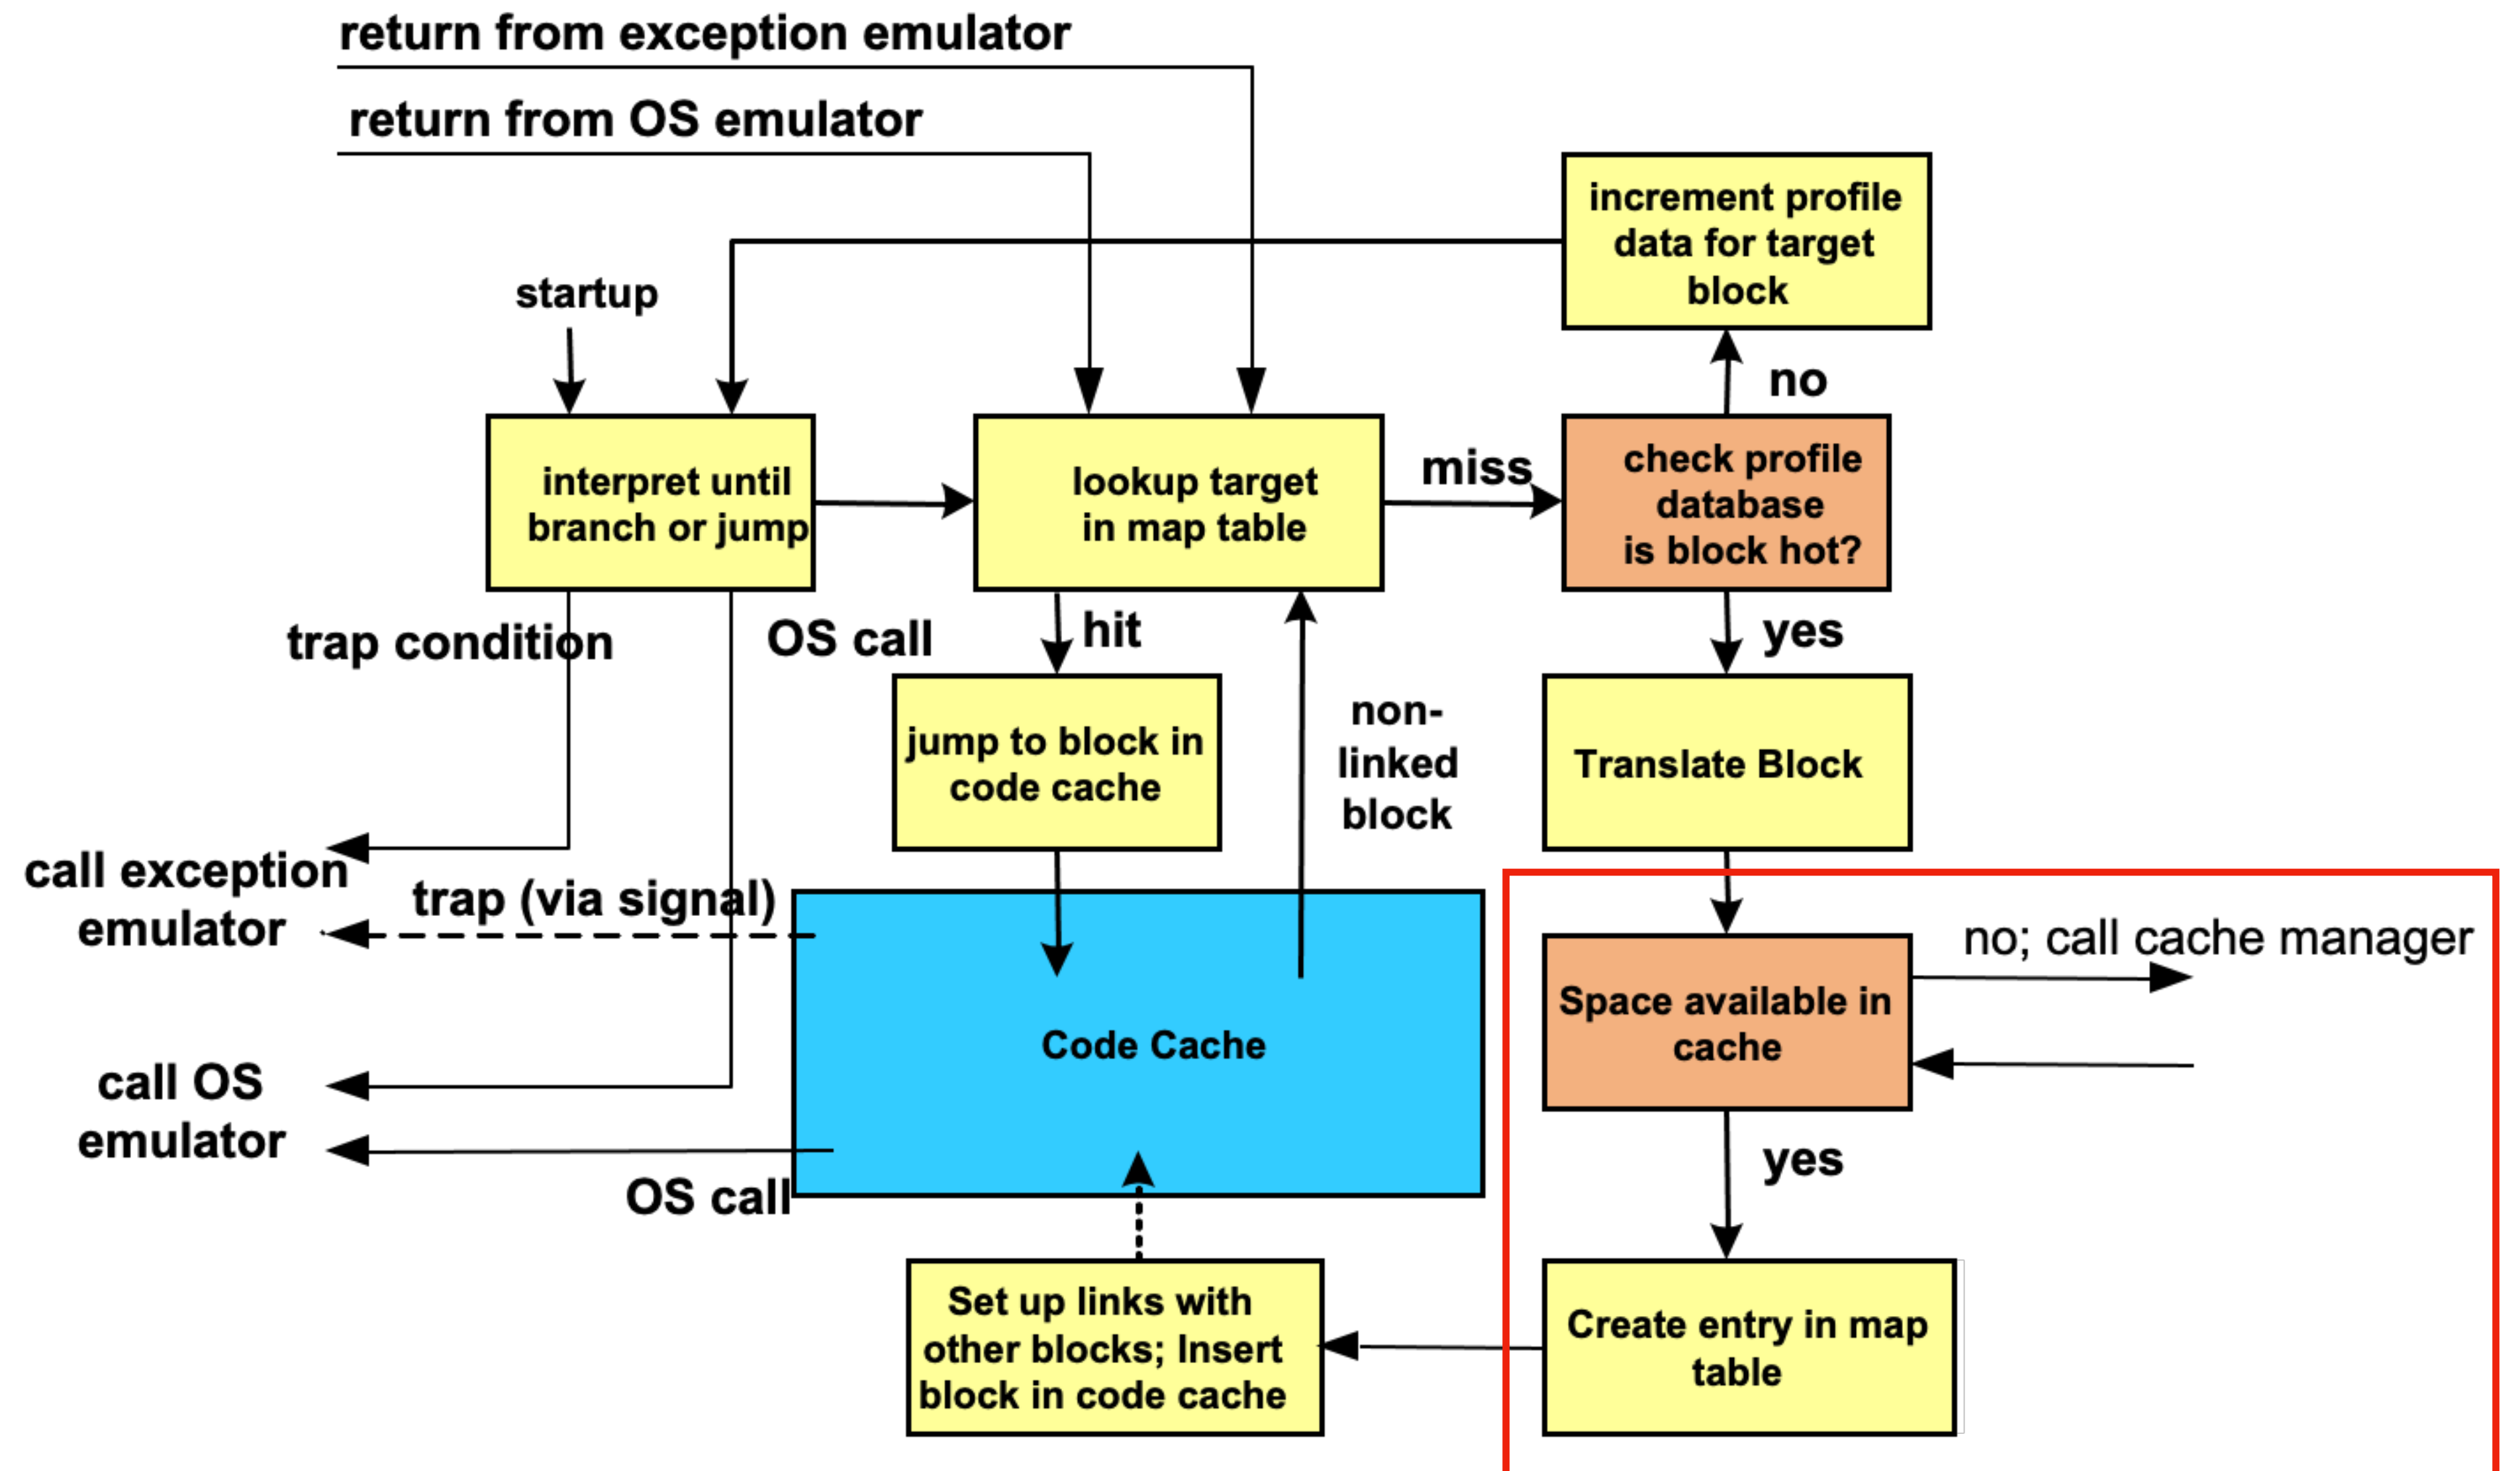 return from exception emulator
return from OS emulator
increment profile
data for target
block
startup
no
interpret until
branch or jump
lookup target
in map table
miss
check profile
database
is block hot?
trap condition
OS call
hit
yes
jump to block in
code cache
non-
linked
block
Translate Block
call exception
emulator
trap (via signal)
no; call cache manager
Space available in
cache
Code Cache
call OS
emulator
OS call
yes
Set up links with
other blocks; Insert
block in code cache
Create entry in map
table